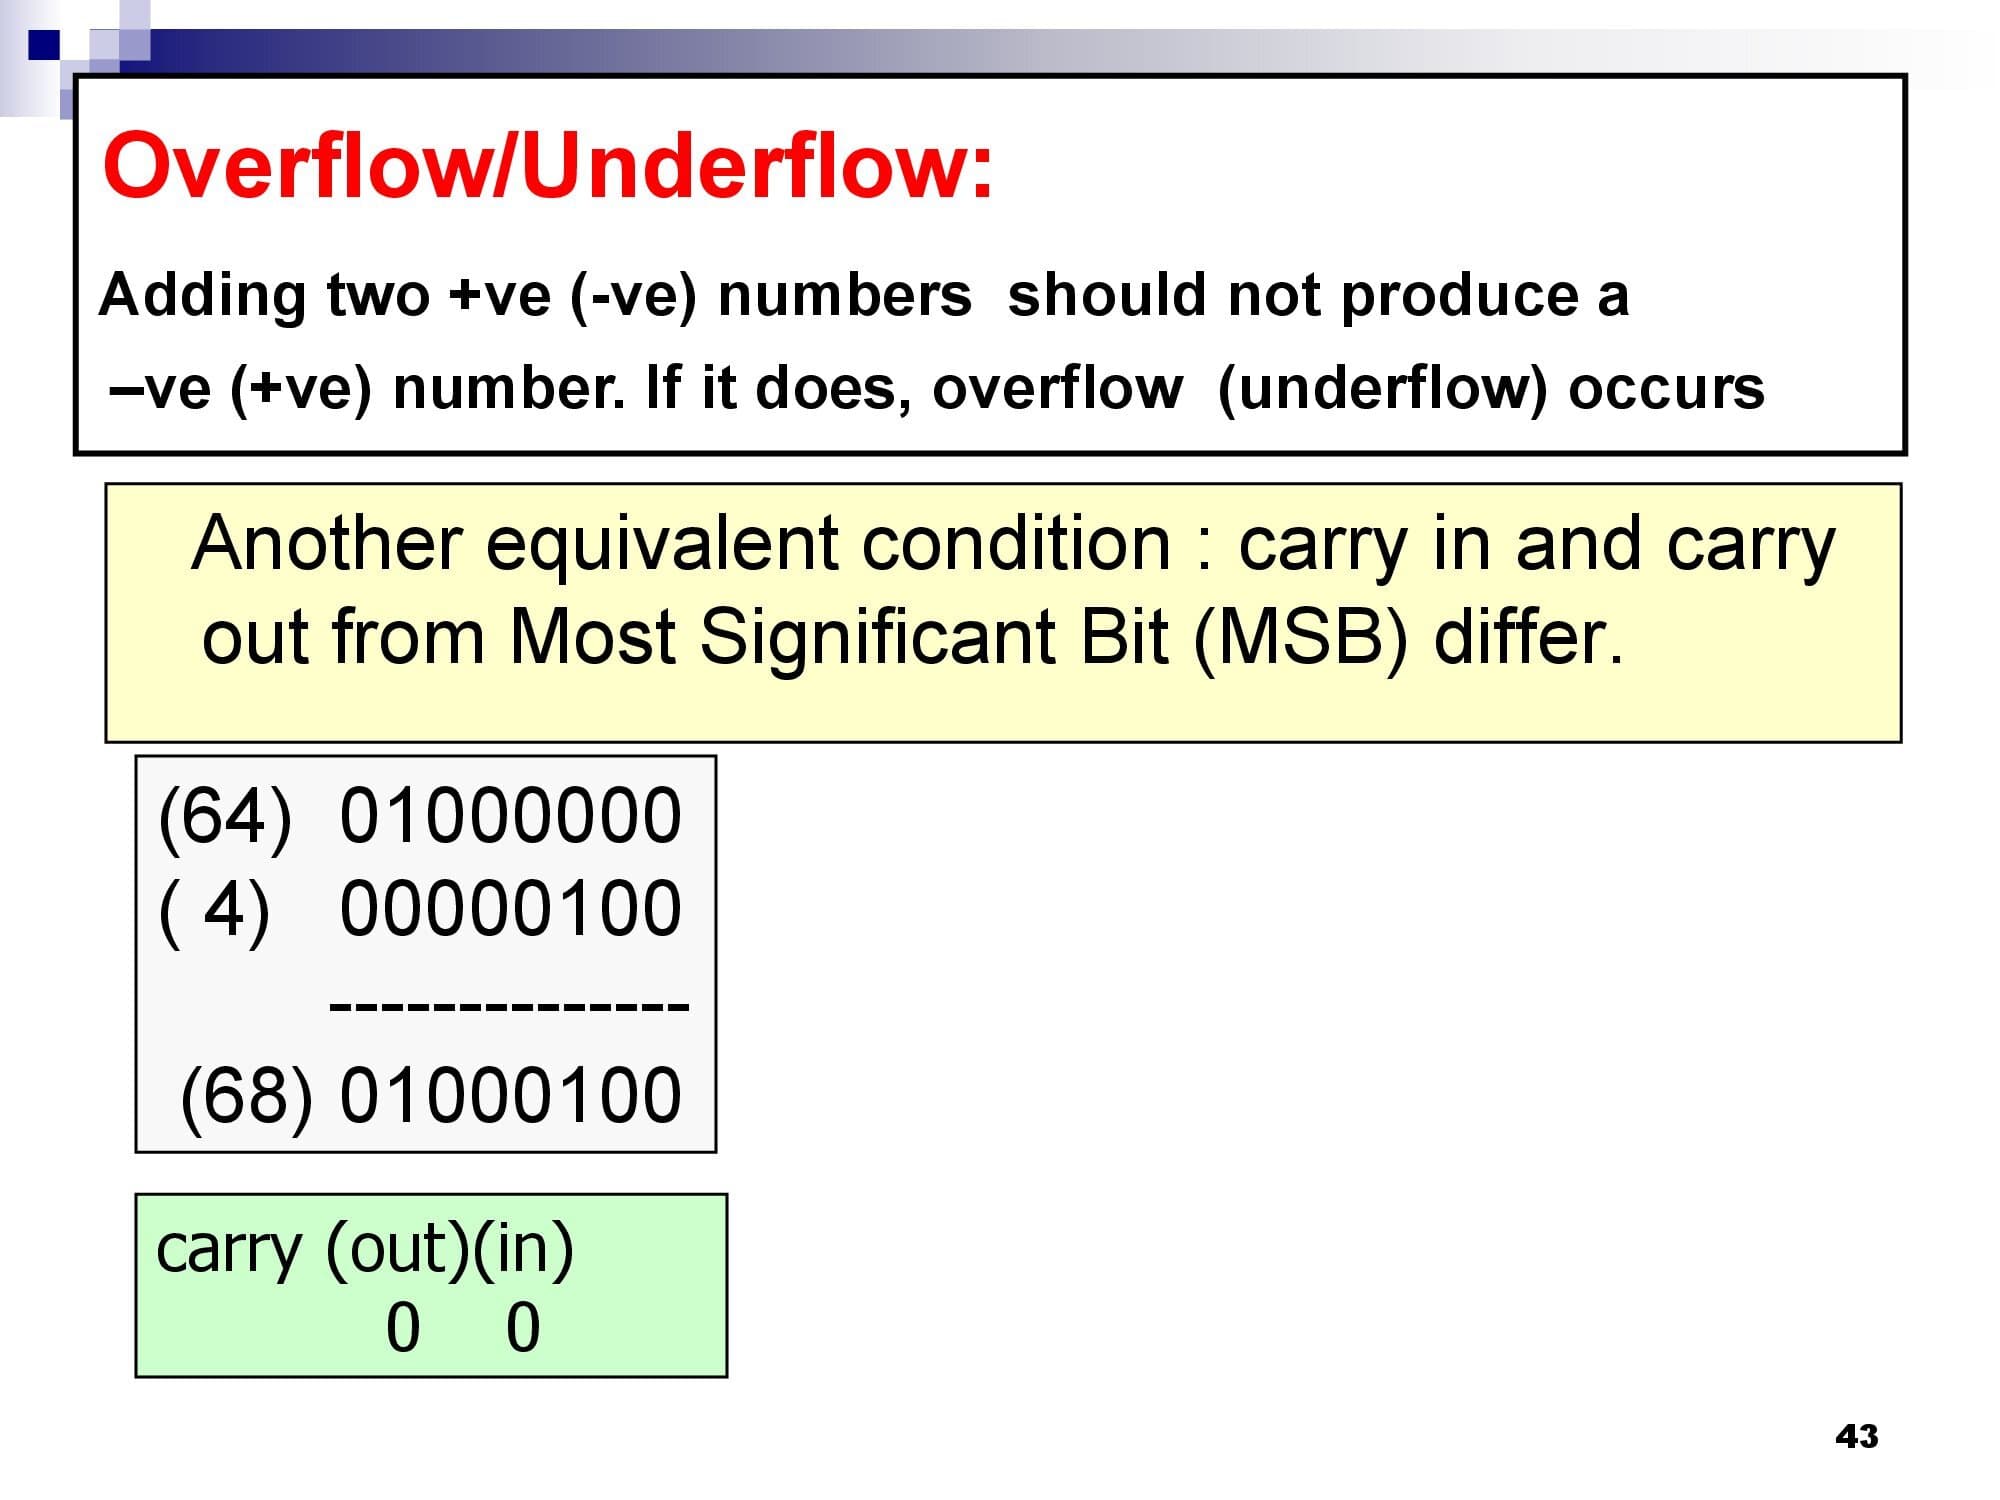 Overflow/Underflow:
Adding two +ve (-ve) numbers should not produce a
–ve (+ve) number. If it does, overflow (underflow) occurs
Another equivalent condition : carry in and carry
out from Most Significant Bit (MSB) differ.
(64) 01000000
( 4) 00000100
--------------
(68) 01000100
carry (out)(in)
0 0
43